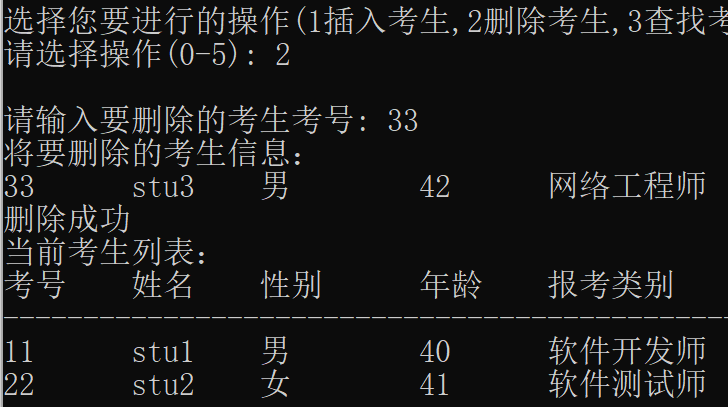 选择您要进行的操作(1插入考生,2删除考生,3查找考
请选择操作(0-5): 2
请输入要删除的考生考号: 33
将要删除的考生信息:
33 stu3 男 42 网络工程师
删除成功
当前考生列表:
考号 姓名 性别 年龄 报考类别
----------------------------------------------
11 stu1 男 40 软件开发师
22 stu2 女 41 软件测试师